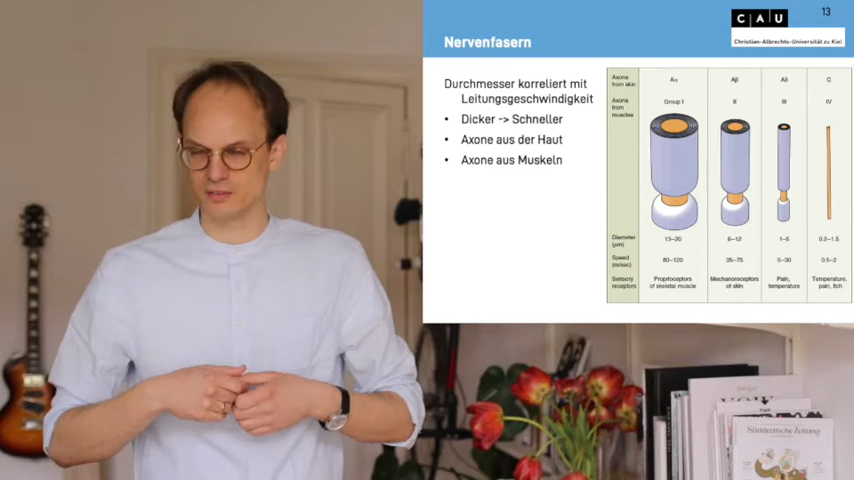 13
CAU
Christian-Albrechts-Universität zu Kiel
Nervenfasern
Durchmesser korreliert mit
Leitungsgeschwindigkeit
• Dicker -> Schneller
• Axone aus der Haut
• Axone aus Muskeln
Axons from skin Aα Aβ Aδ C
Axons from muscles Group I II III IV
Diameter (µm) 13–20 6–12 1–5 0.2–1.5
Speed (m/sec) 80–120 35–75 5–30 0.5–2
Sensory receptors Proprioceptors of skeletal muscle Mechanoreceptors of skin Pain, temperature Temperature, pain, itch
Süddeutsche Zeitung